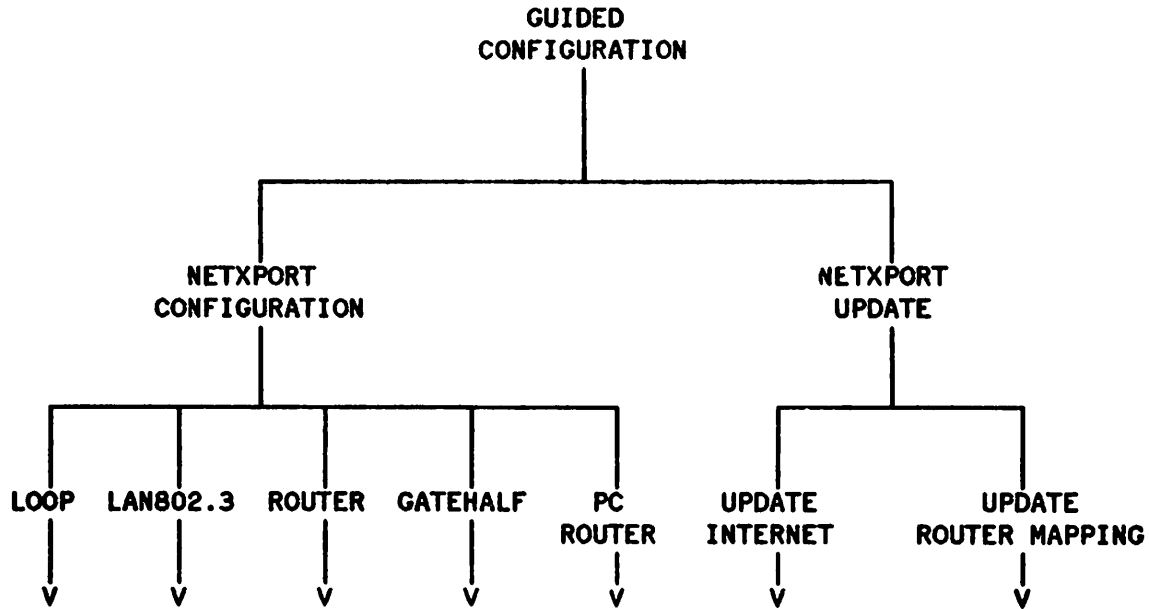 GUIDED
CONFIGURATION
NETXPORT
CONFIGURATION
NETXPORT
UPDATE
LOOP
LAN802.3
ROUTER
GATEHALF
PC
ROUTER
UPDATE
INTERNET
UPDATE
ROUTER MAPPING
V V V V V V V